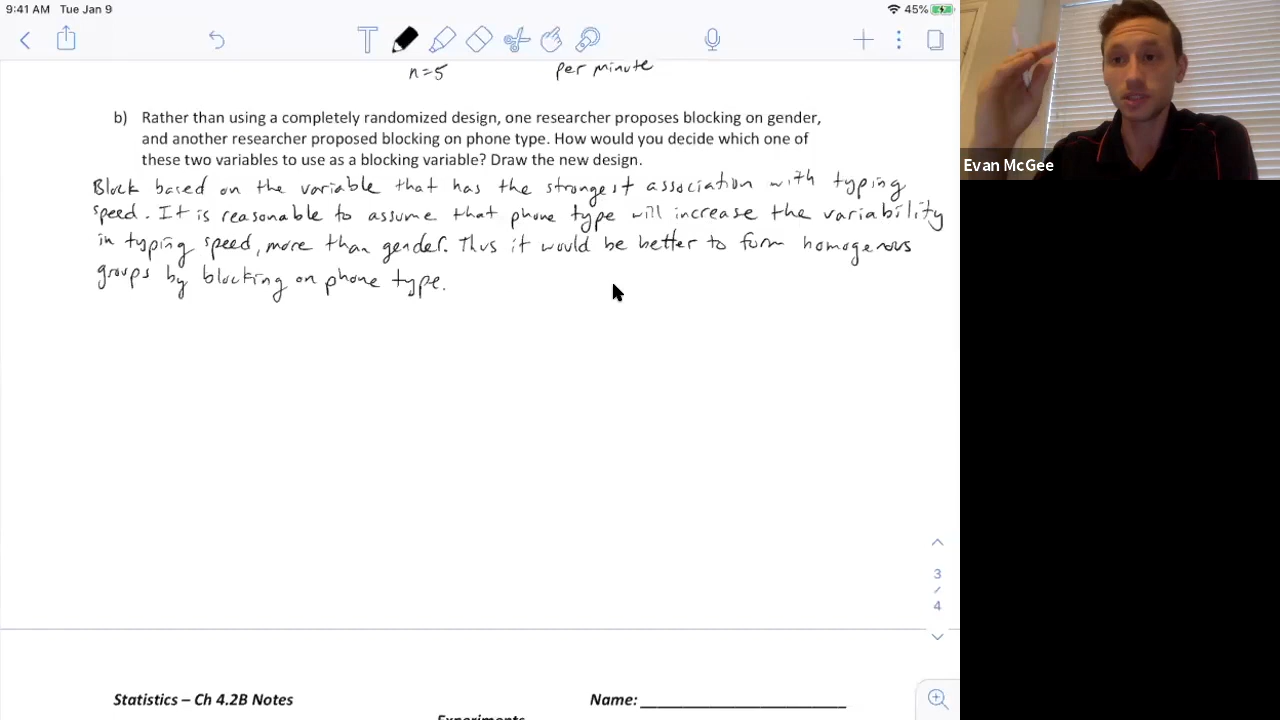 9:41 AM Tue Jan 9
45%
n=5
per minute
b) Rather than using a completely randomized design, one researcher proposes blocking on gender,
and another researcher proposed blocking on phone type. How would you decide which one of
these two variables to use as a blocking variable? Draw the new design.
Block based on the variable that has the strongest association with typing
speed. It is reasonable to assume that phone type will increase the variability
in typing speed, more than gender. Thus it would be better to form homogenous
groups by blocking on phone type.
Evan McGee
3
/
4
Statistics – Ch 4.2B Notes
Name: ________________________
Experiments